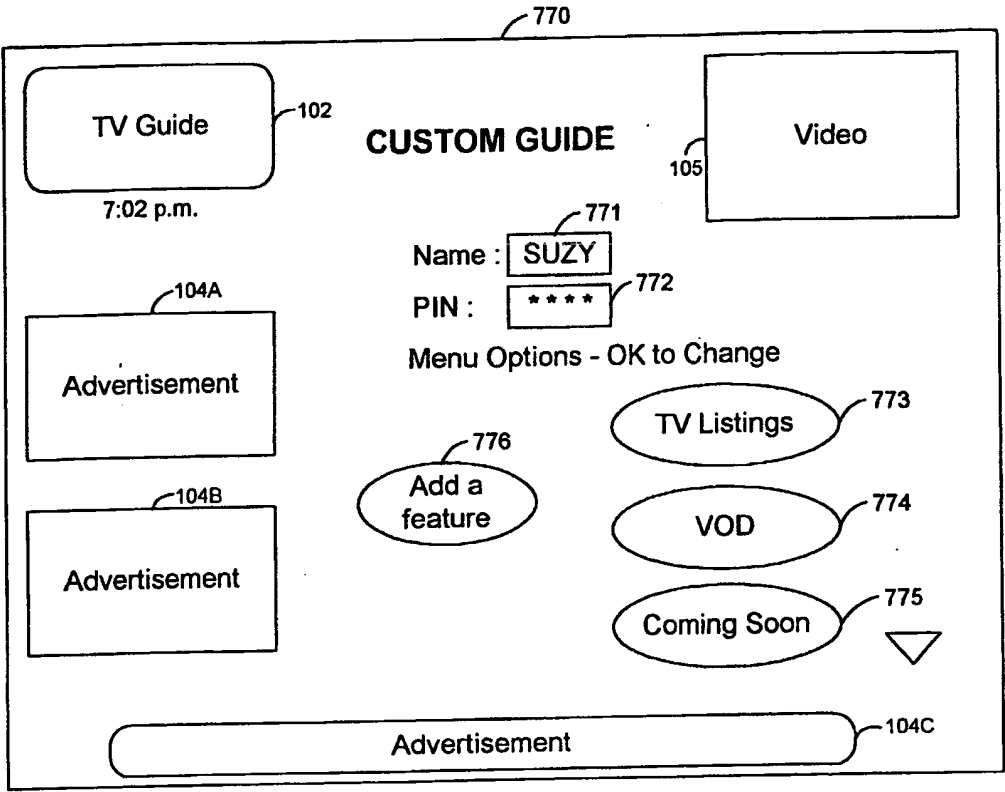 770
TV Guide
102
CUSTOM GUIDE
Video
105
7:02 p.m.
771
Name : SUZY
PIN : * * * *
772
Menu Options - OK to Change
104A
Advertisement
773
TV Listings
776
Add a
feature
104B
Advertisement
774
VOD
775
Coming Soon
Advertisement
104C